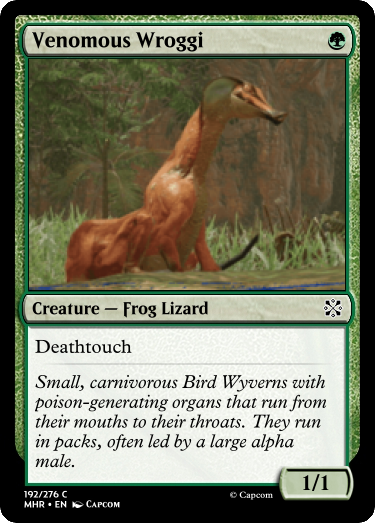 Venomous Wroggi
Creature — Frog Lizard
Deathtouch
Small, carnivorous Bird Wyverns with
poison-generating organs that run from
their mouths to their throats. They run
in packs, often led by a large alpha
male.
1/1
192/276 C
MHR • EN Capcom
© Capcom